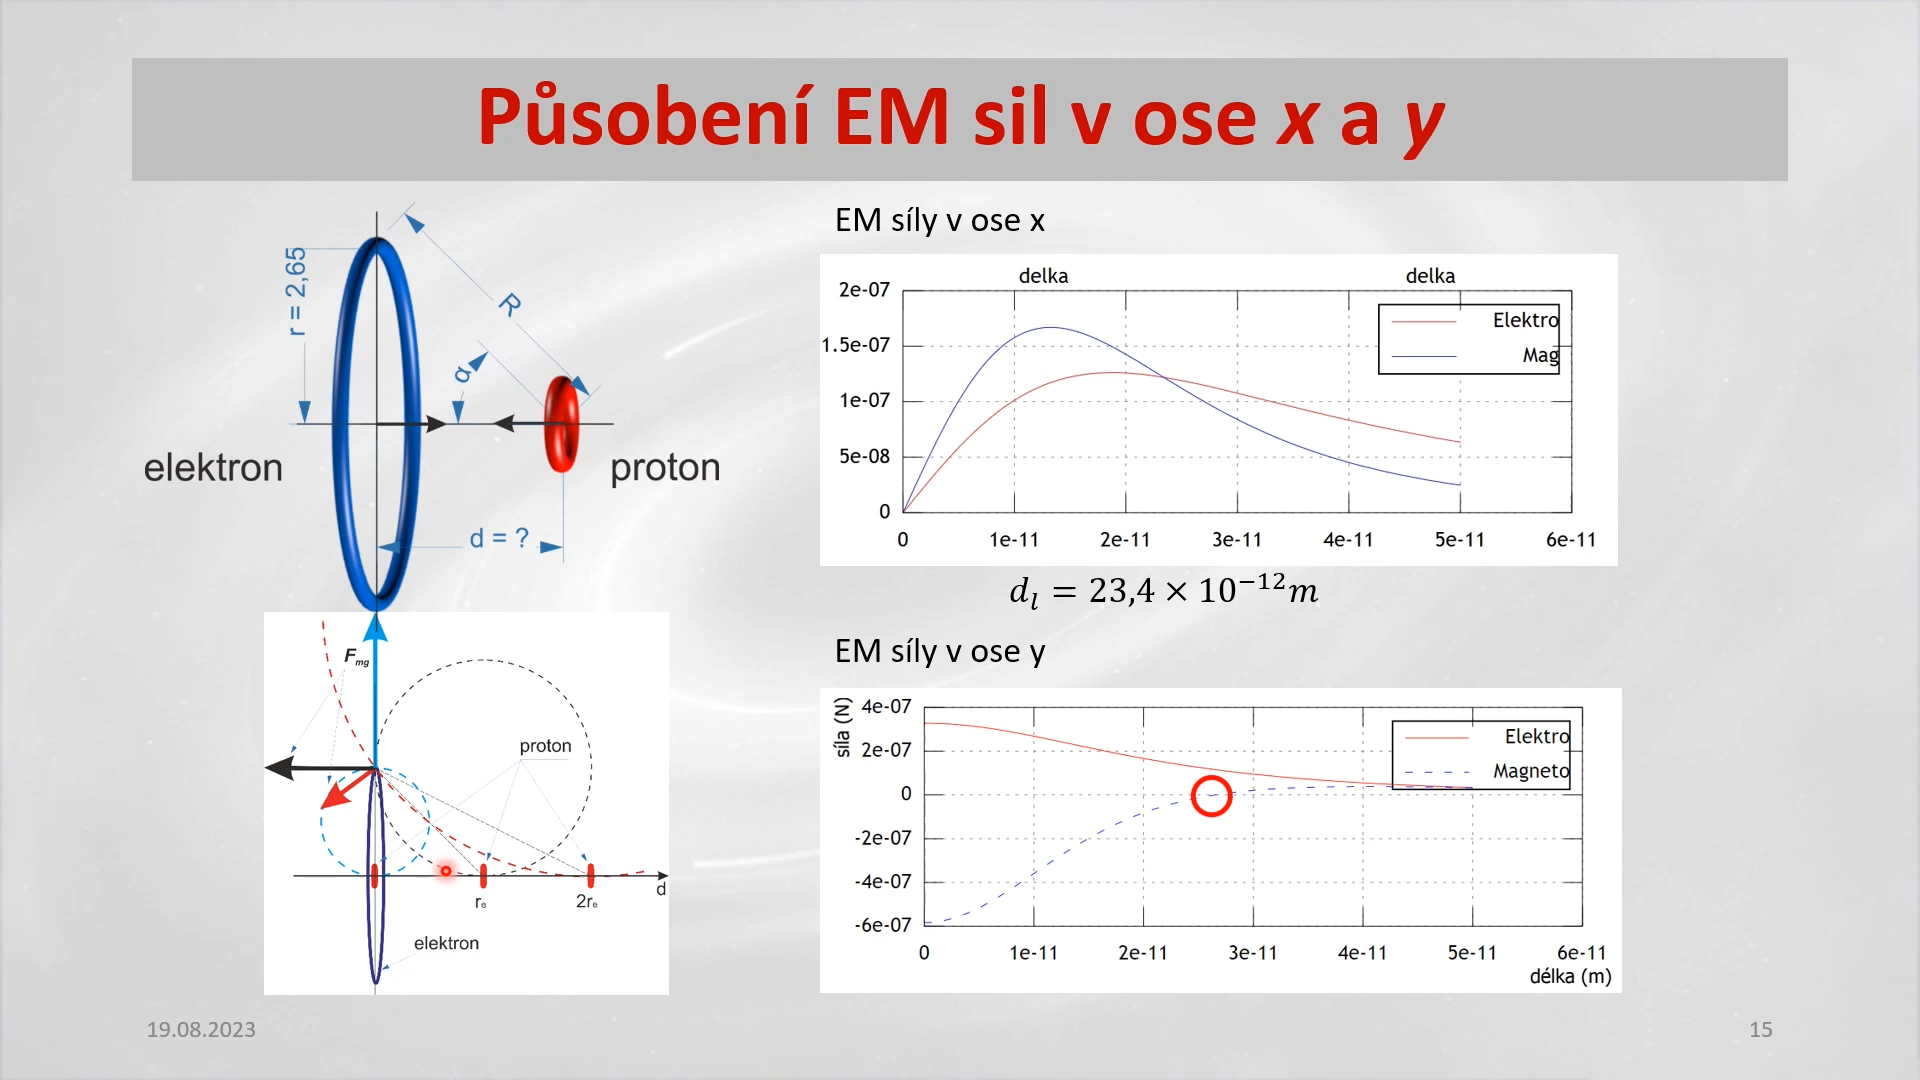 Působení EM sil v ose x a y
r = 2,65
R
α
elektron
proton
d = ?
F mg
proton
rₑ
2rₑ
d
elektron
EM síly v ose x
delka
delka
2e-07
1.5e-07
1e-07
5e-08
0
Elektro
Mag
0 1e-11 2e-11 3e-11 4e-11 5e-11 6e-11
d_l = 23,4 × 10⁻¹² m
EM síly v ose y
síla (N)
4e-07
2e-07
0
-2e-07
-4e-07
-6e-07
Elektro
Magneto
0 1e-11 2e-11 3e-11 4e-11 5e-11 6e-11
délka (m)
19.08.2023
15